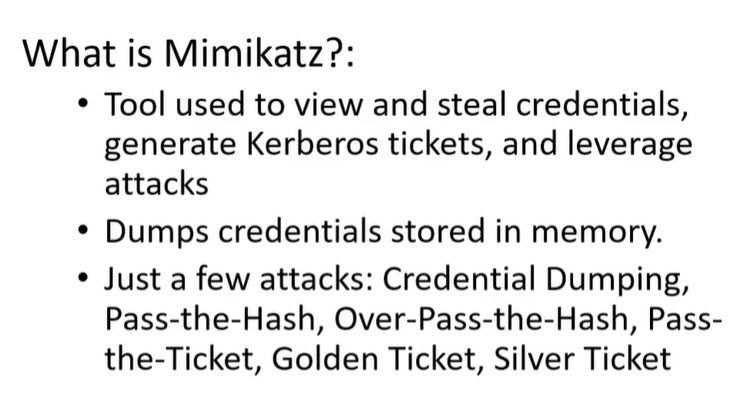 What is Mimikatz?:
• Tool used to view and steal credentials,
generate Kerberos tickets, and leverage
attacks
• Dumps credentials stored in memory.
• Just a few attacks: Credential Dumping,
Pass-the-Hash, Over-Pass-the-Hash, Pass-
the-Ticket, Golden Ticket, Silver Ticket